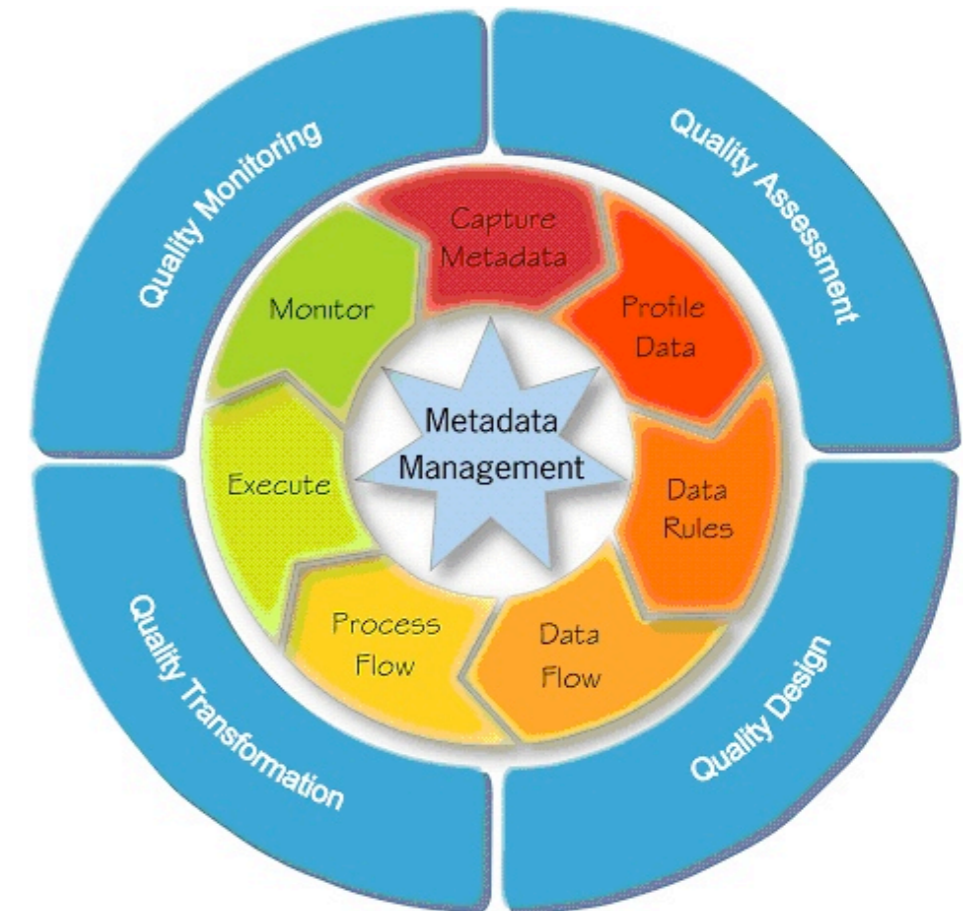 Quality Monitoring
Quality Assessment
Capture
Metadata
Profile
Data
Monitor
Metadata
Management
Execute
Data
Rules
Process
Flow
Data
Flow
Quality Transformation
Quality Design